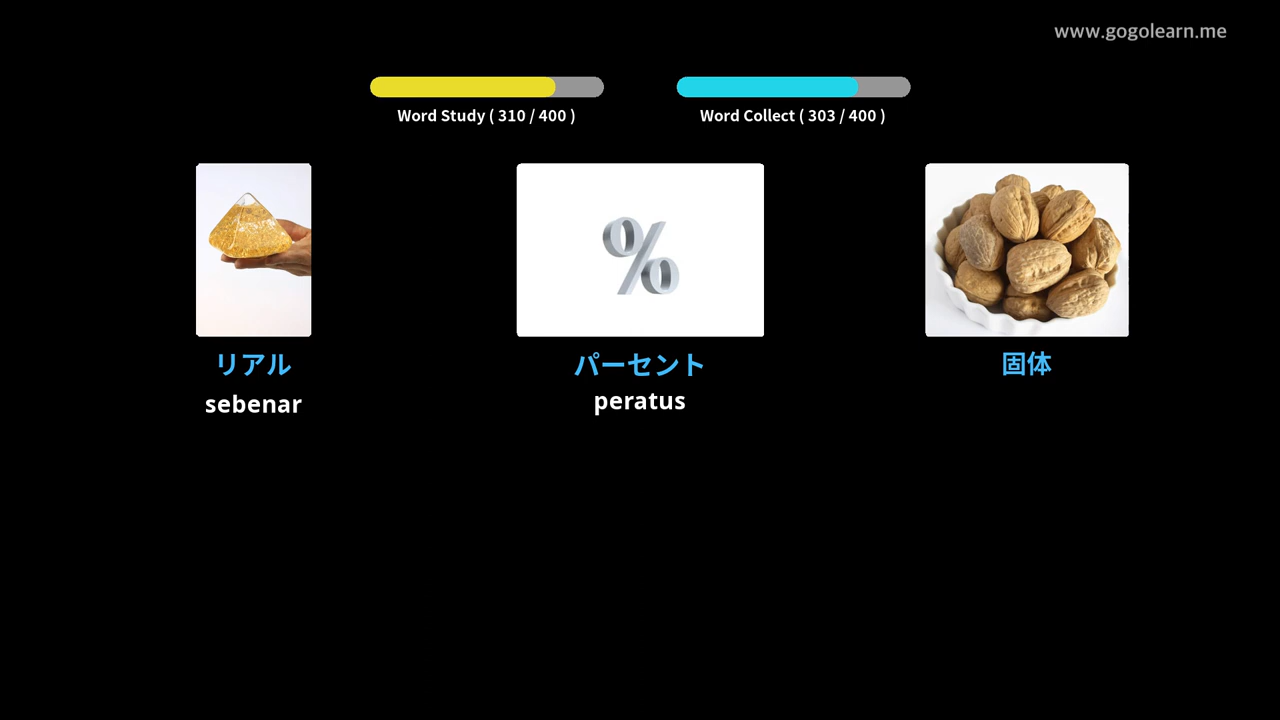 www.gogolearn.me
Word Study ( 310 / 400 )
Word Collect ( 303 / 400 )
%
リアル
パーセント
固体
sebenar
peratus